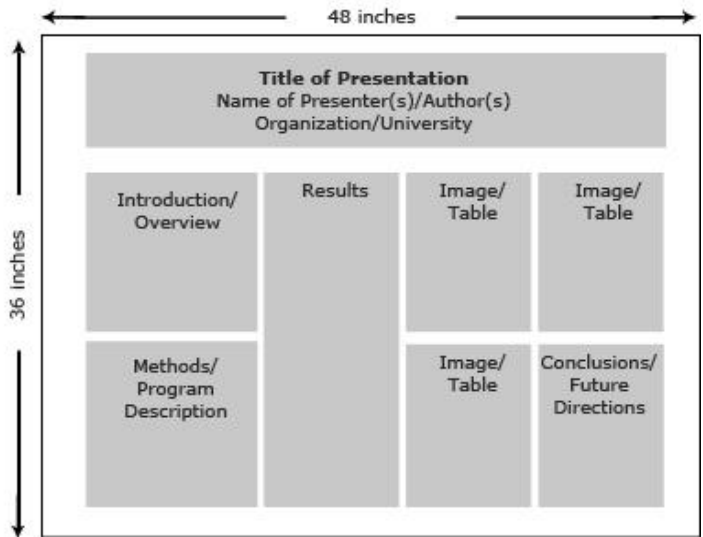 48 inches
36 inches
Title of Presentation
Name of Presenter(s)/Author(s)
Organization/University
Introduction/
Overview
Methods/
Program
Description
Results
Image/
Table
Image/
Table
Image/
Table
Conclusions/
Future
Directions